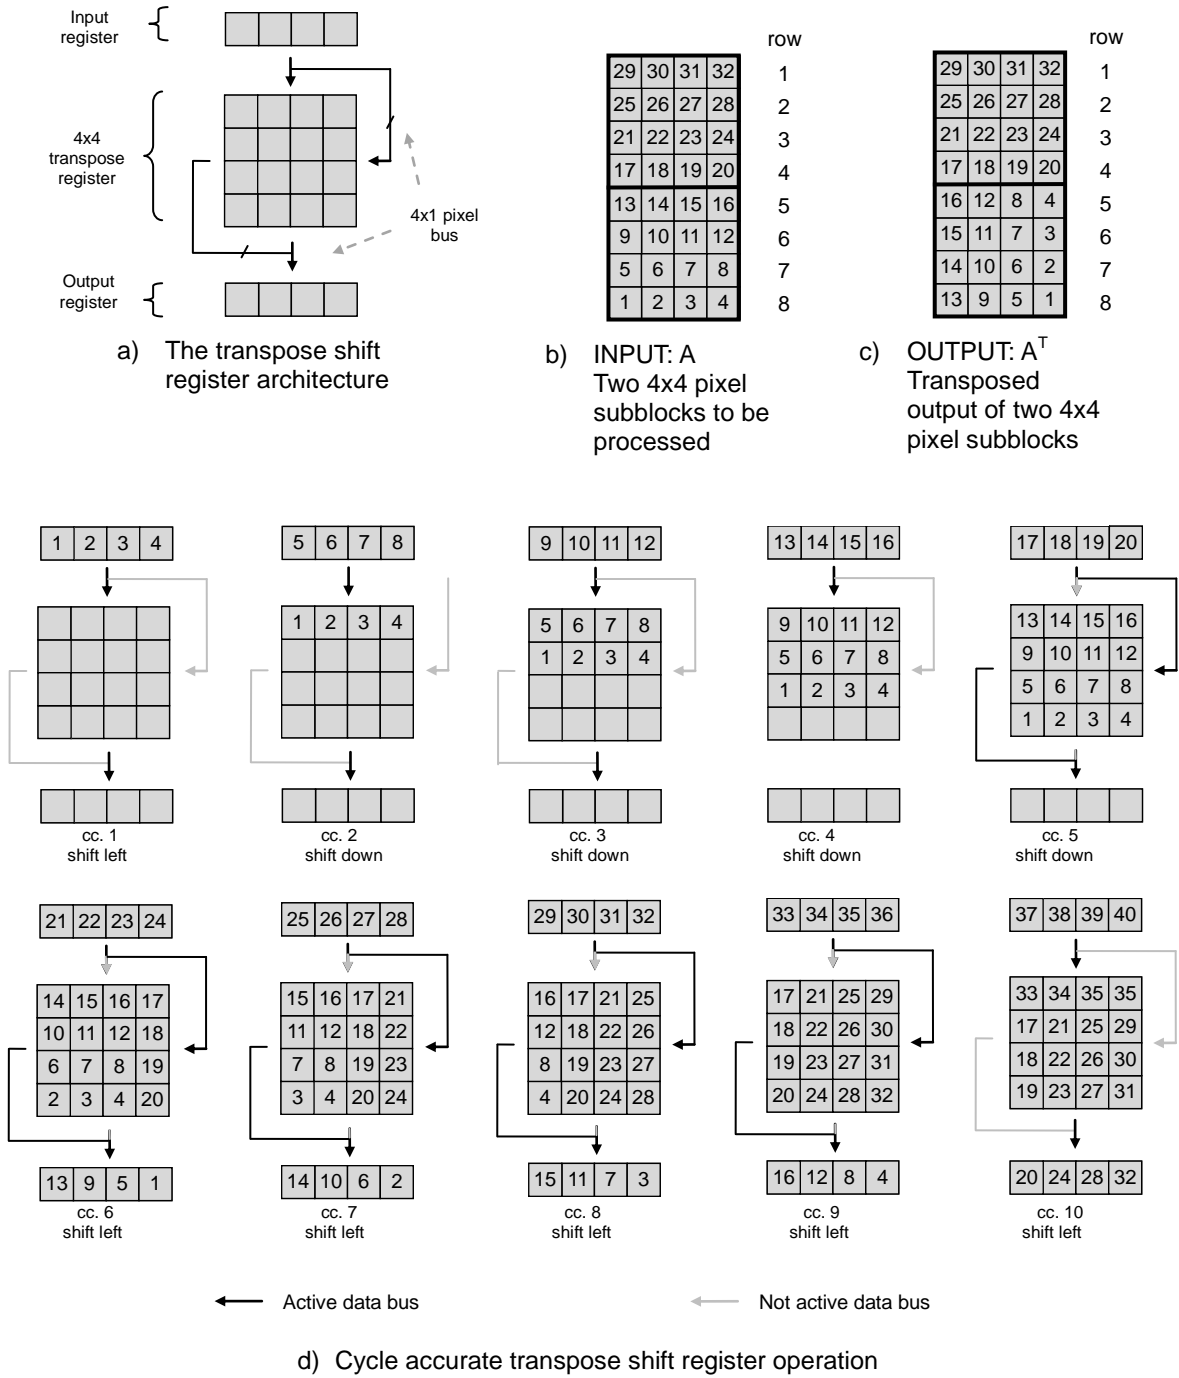 Input
register
4x4
transpose
register
4x1 pixel
bus
Output
register
a) The transpose shift
register architecture
row
29 30 31 32 1
25 26 27 28 2
21 22 23 24 3
17 18 19 20 4
13 14 15 16 5
9 10 11 12 6
5 6 7 8 7
1 2 3 4 8
b) INPUT: A
Two 4x4 pixel
subblocks to be
processed
row
29 30 31 32 1
25 26 27 28 2
21 22 23 24 3
17 18 19 20 4
16 12 8 4 5
15 11 7 3 6
14 10 6 2 7
13 9 5 1 8
c) OUTPUT: A^T
Transposed
output of two 4x4
pixel subblocks
1 2 3 4
cc. 1
shift left
5 6 7 8
1 2 3 4
cc. 2
shift down
9 10 11 12
5 6 7 8
1 2 3 4
cc. 3
shift down
13 14 15 16
9 10 11 12
5 6 7 8
1 2 3 4
cc. 4
shift down
17 18 19 20
13 14 15 16
9 10 11 12
5 6 7 8
1 2 3 4
cc. 5
shift down
21 22 23 24
14 15 16 17
10 11 12 18
6 7 8 19
2 3 4 20
13 9 5 1
cc. 6
shift left
25 26 27 28
15 16 17 21
11 12 18 22
7 8 19 23
3 4 20 24
14 10 6 2
cc. 7
shift left
29 30 31 32
16 17 21 25
12 18 22 26
8 19 23 27
4 20 24 28
15 11 7 3
cc. 8
shift left
33 34 35 36
17 21 25 29
18 22 26 30
19 23 27 31
20 24 28 32
16 12 8 4
cc. 9
shift left
37 38 39 40
33 34 35 35
17 21 25 29
18 22 26 30
19 23 27 31
20 24 28 32
cc. 10
shift left
Active data bus
Not active data bus
d) Cycle accurate transpose shift register operation